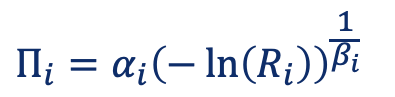 Πᵢ = αᵢ(− ln(Rᵢ))^(1/βᵢ)